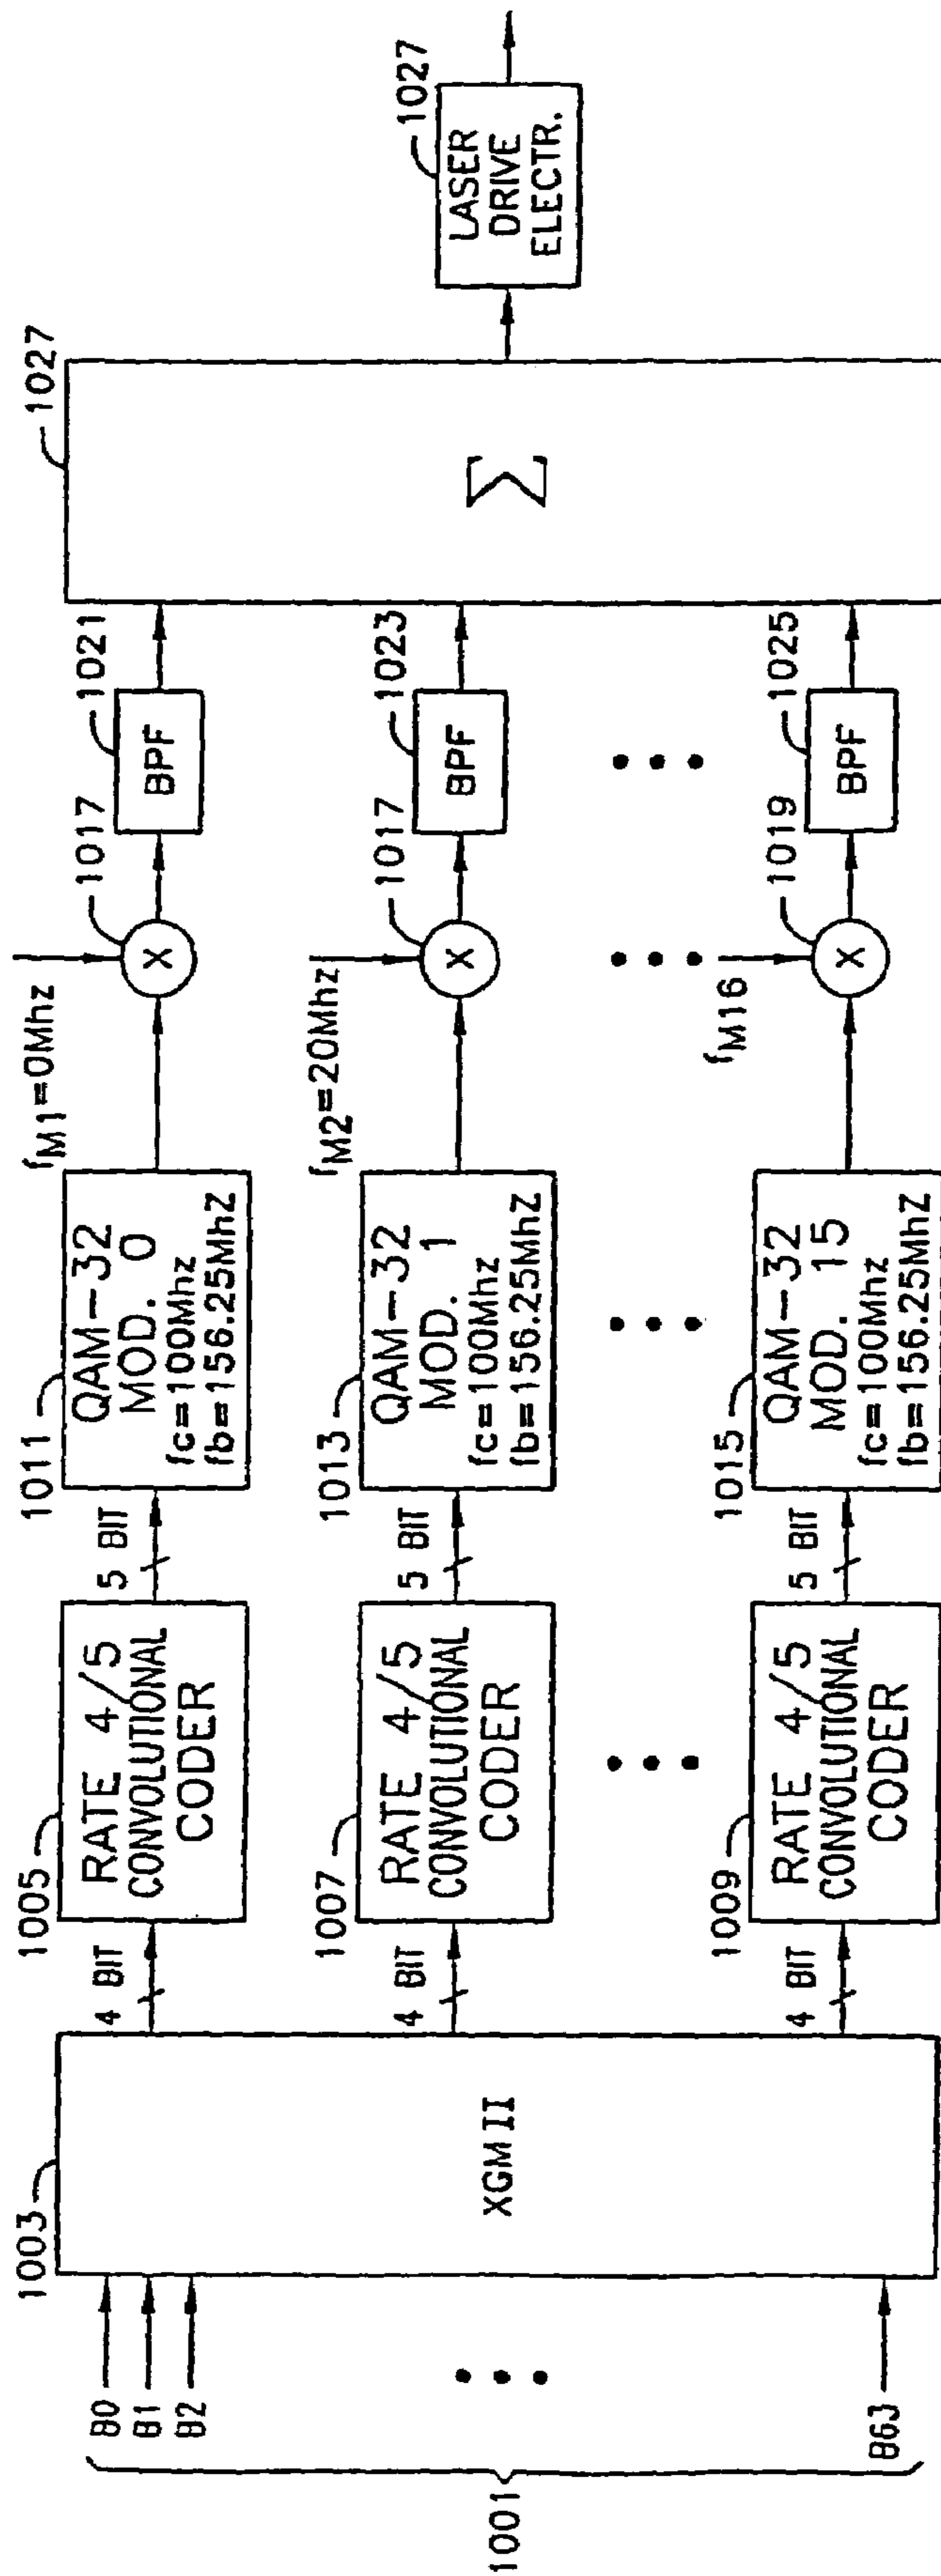 1001
B0
B1
B2
B63
1003
XGMII
4 BIT
4 BIT
4 BIT
1005
RATE 4/5
CONVOLUTIONAL
CODER
1007
RATE 4/5
CONVOLUTIONAL
CODER
1009
RATE 4/5
CONVOLUTIONAL
CODER
5 BIT
5 BIT
5 BIT
1011
QAM-32
MOD. 0
fc=100Mhz
fb=156.25MhZ
1013
QAM-32
MOD. 1
fc=100Mhz
fb=156.25MhZ
1015
QAM-32
MOD. 15
fc=100Mhz
fb=156.25MhZ
fM1=0Mhz
X
1017
fM2=20Mhz
X
1017
fM16
X
1019
BPF
1021
BPF
1023
BPF
1025
1027
Σ
1027
LASER
DRIVE
ELECTR.